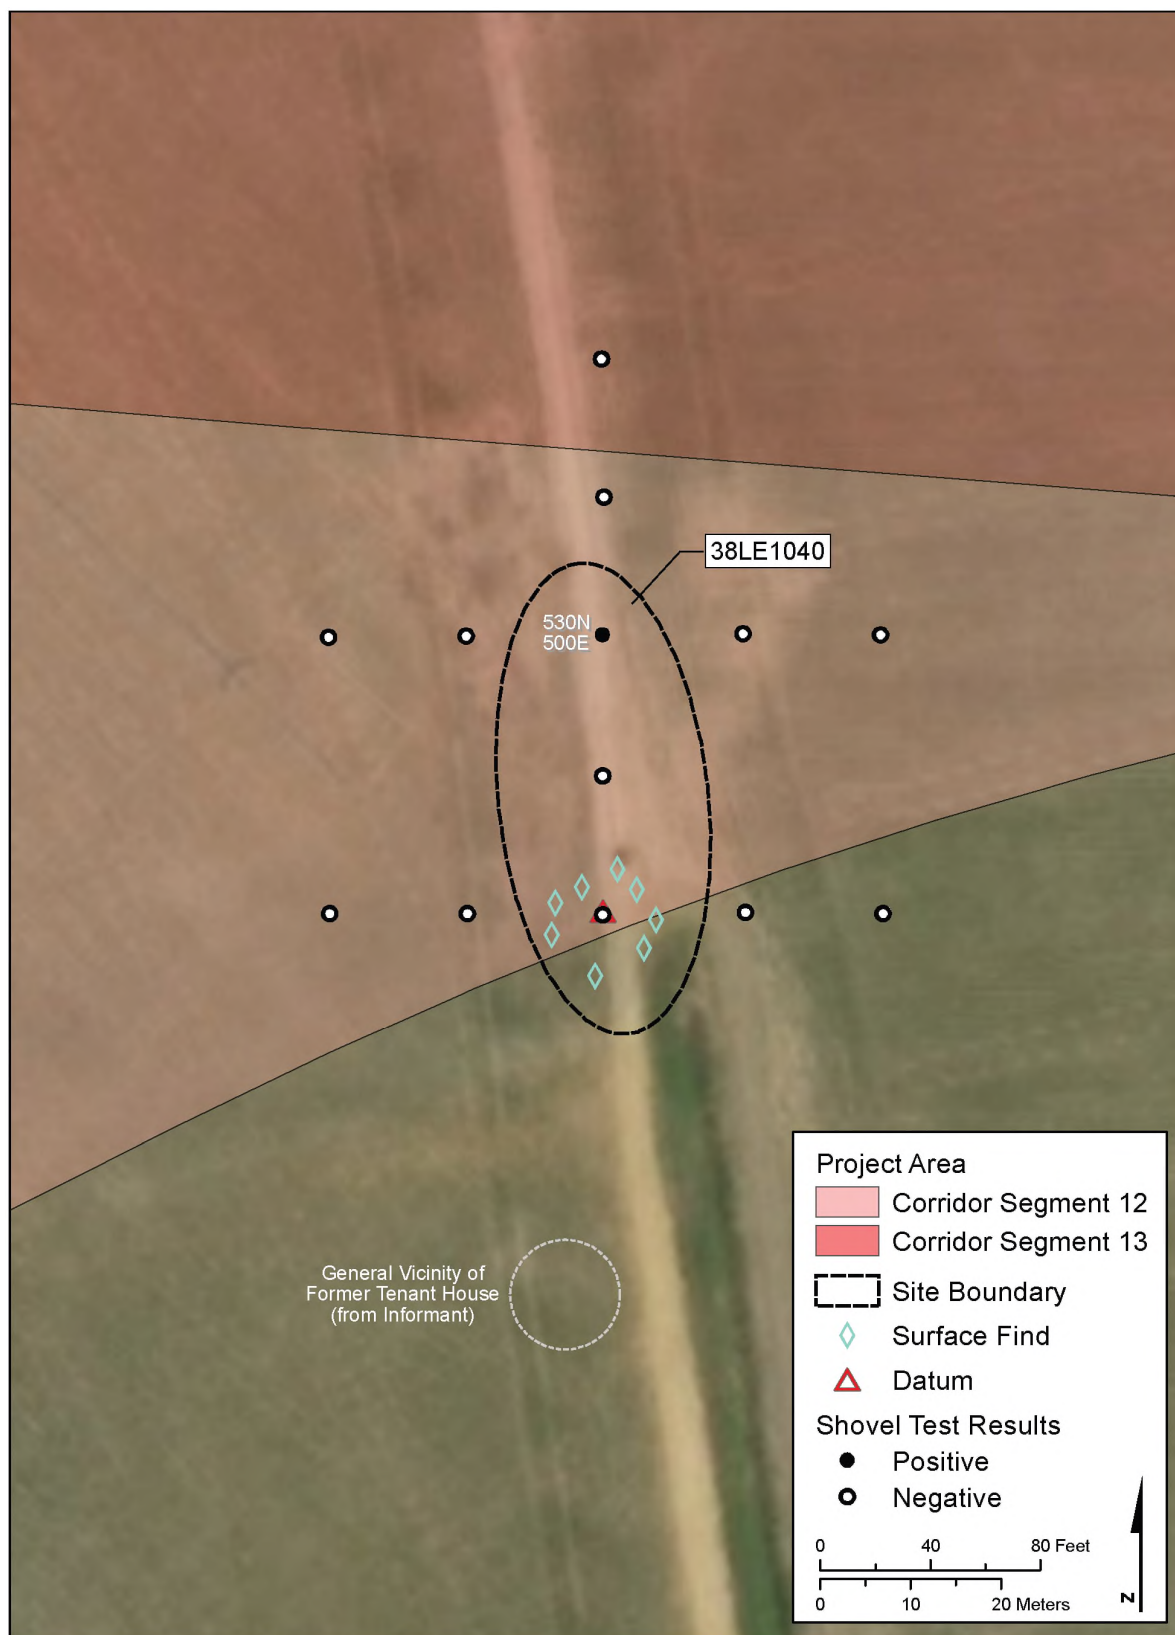 38LE1040
530N
500E
General Vicinity of
Former Tenant House
(from Informant)
Project Area
Corridor Segment 12
Corridor Segment 13
Site Boundary
Surface Find
Datum
Shovel Test Results
Positive
Negative
0 40 80 Feet
0 10 20 Meters
N